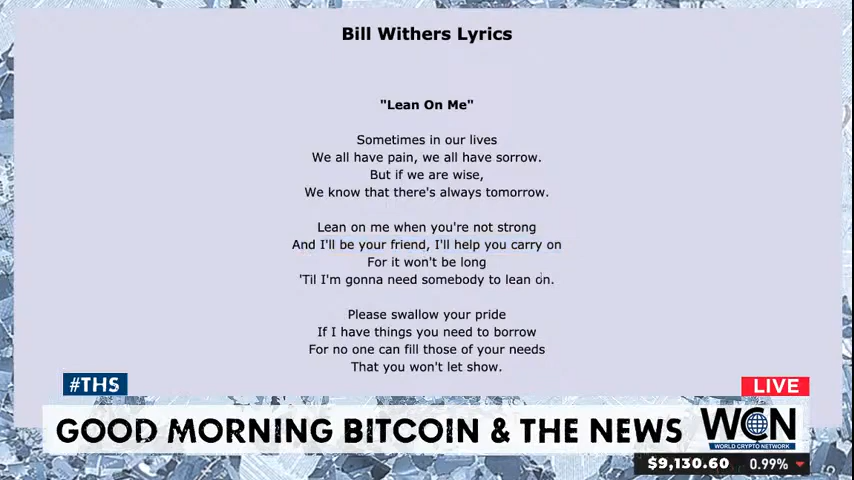 Bill Withers Lyrics
"Lean On Me"
Sometimes in our lives
We all have pain, we all have sorrow.
But if we are wise,
We know that there's always tomorrow.
Lean on me when you're not strong
And I'll be your friend, I'll help you carry on
For it won't be long
'Til I'm gonna need somebody to lean on.
Please swallow your pride
If I have things you need to borrow
For no one can fill those of your needs
That you won't let show.
#THS
LIVE
GOOD MORNING BITCOIN & THE NEWS
WCN
WORLD CRYPTO NETWORK
$9,130.60 0.99%